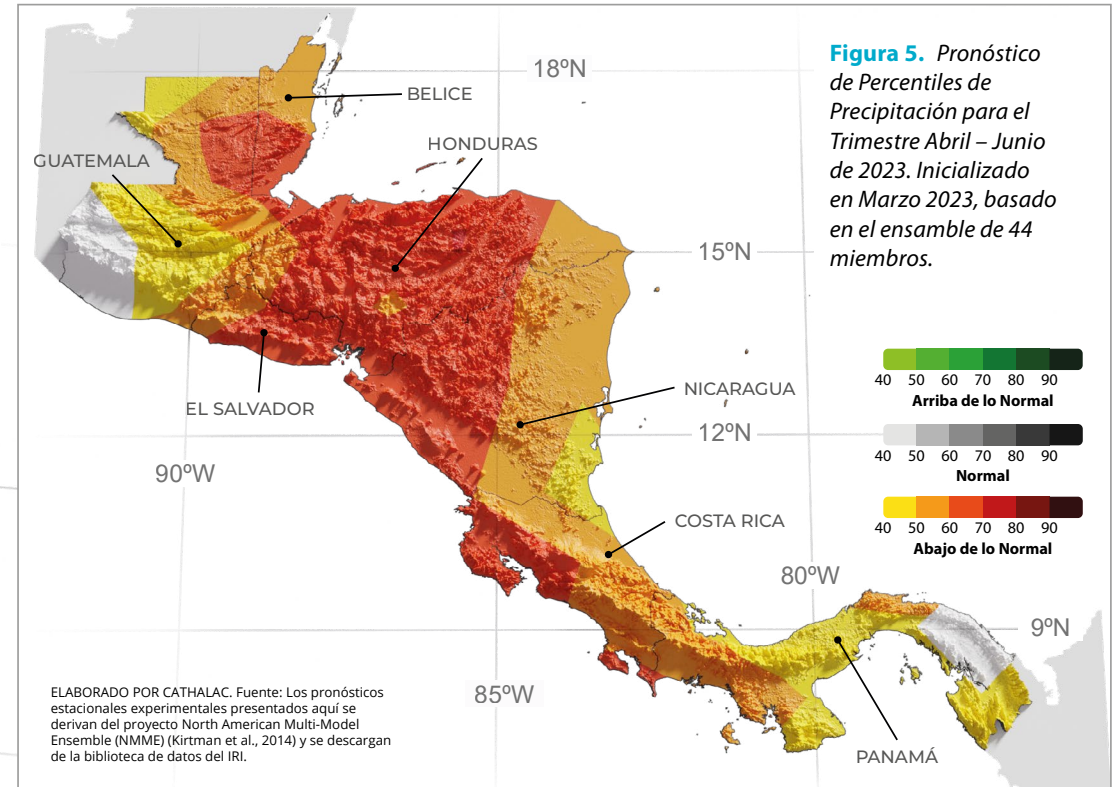 Figura 5. Pronóstico
de Percentiles de
Precipitación para el
Trimestre Abril – Junio
de 2023. Inicializado
en Marzo 2023, basado
en el ensamble de 44
miembros.
18ºN
BELICE
HONDURAS
GUATEMALA
15ºN
EL SALVADOR
NICARAGUA
12ºN
90ºW
COSTA RICA
80ºW
9ºN
85ºW
PANAMÁ
40 50 60 70 80 90
Arriba de lo Normal
40 50 60 70 80 90
Normal
40 50 60 70 80 90
Abajo de lo Normal
ELABORADO POR CATHALAC. Fuente: Los pronósticos
estacionales experimentales presentados aquí se
derivan del proyecto North American Multi-Model
Ensemble (NMME) (Kirtman et al., 2014) y se descargan
de la biblioteca de datos del IRI.